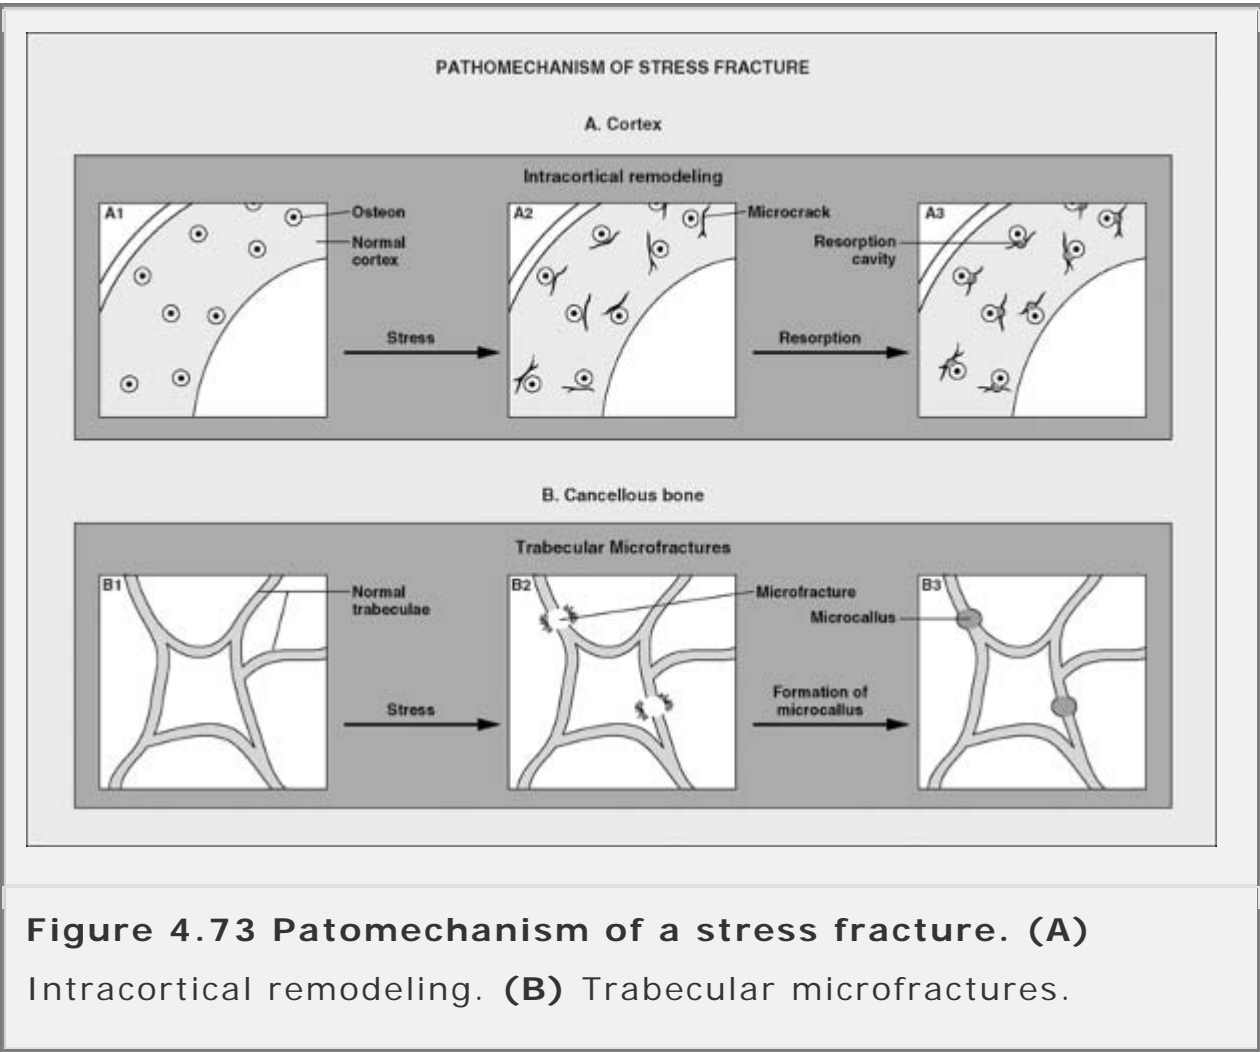 PATHOMECHANISM OF STRESS FRACTURE
A. Cortex
Intracortical remodeling
A1
Osteon
Normal
cortex
Stress
A2
Microcrack
Resorption
A3
Resorption
cavity
B. Cancellous bone
Trabecular Microfractures
B1
Normal
trabeculae
Stress
B2
Microfracture
Formation of
microcallus
B3
Microcallus
Figure 4.73 Patomechanism of a stress fracture. (A)
Intracortical remodeling. (B) Trabecular microfractures.